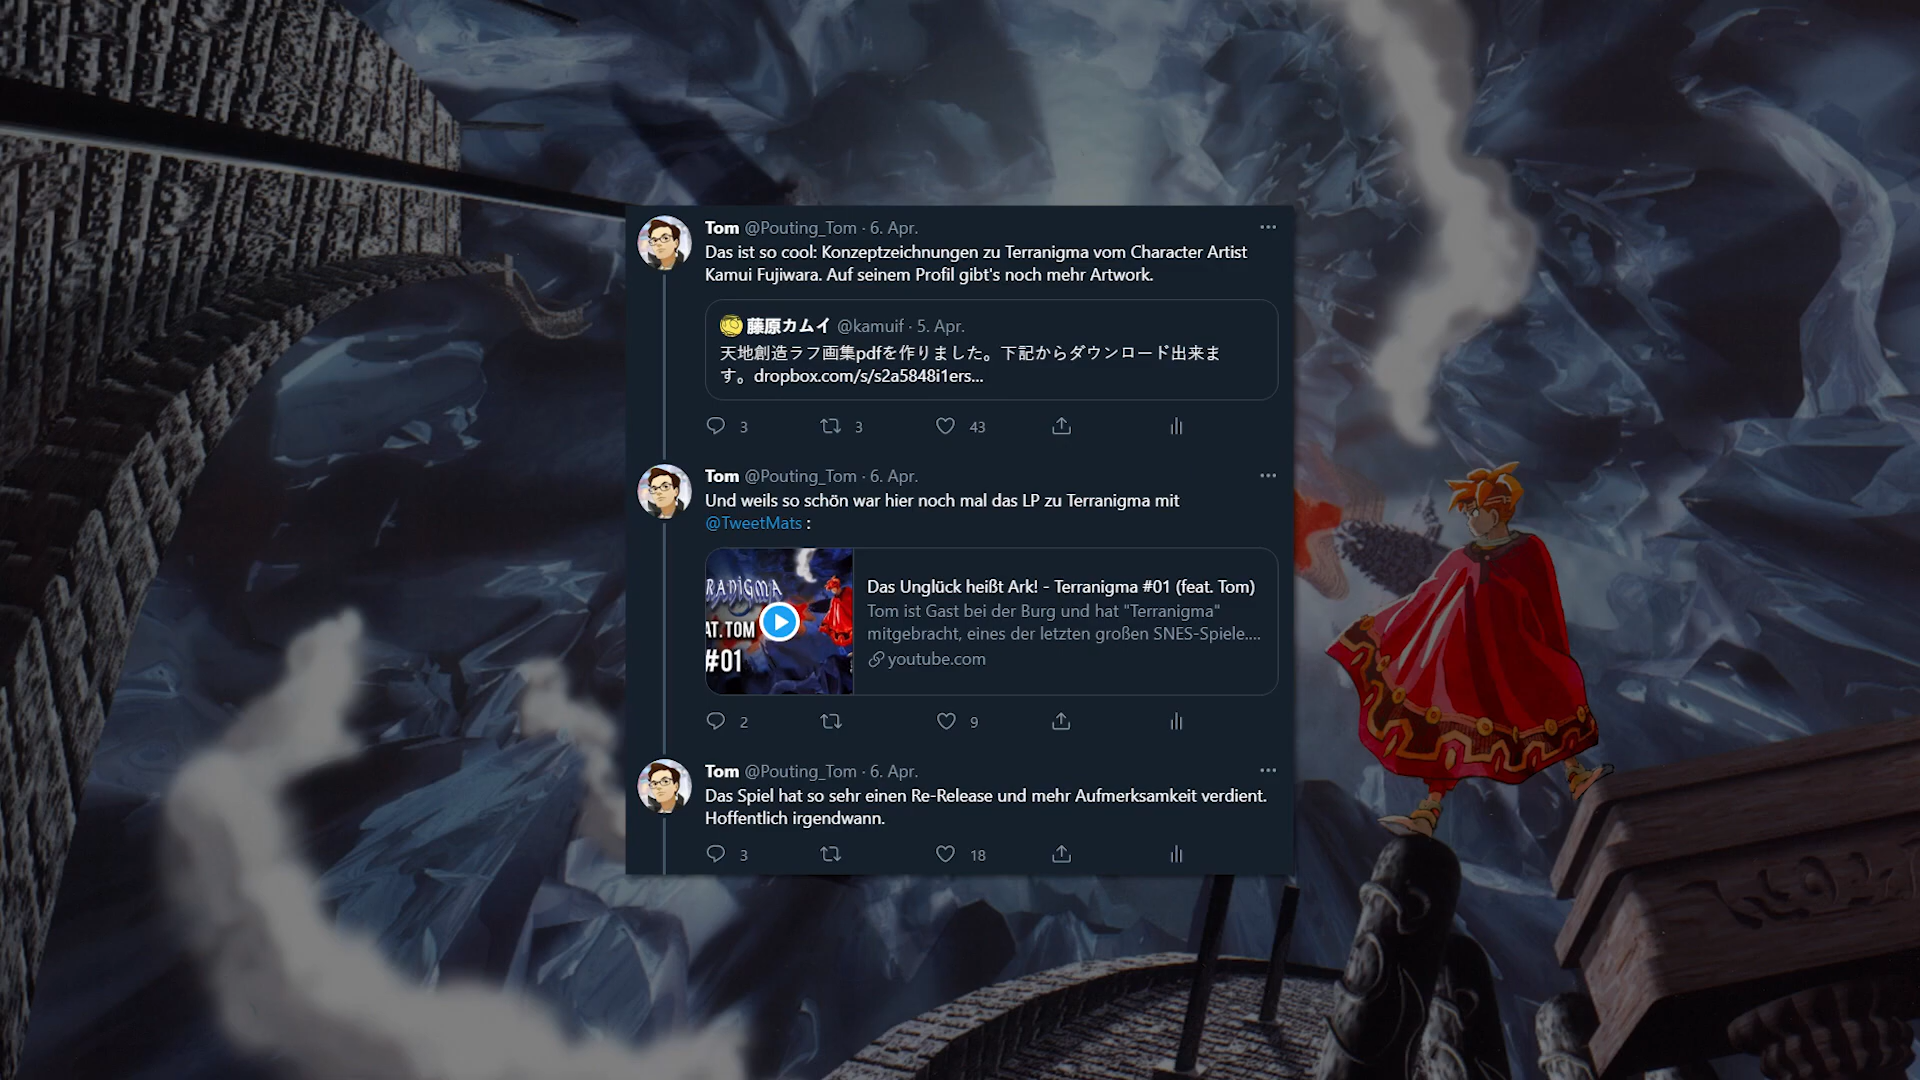 Tom @Pouting_Tom · 6. Apr.
Das ist so cool: Konzeptzeichnungen zu Terranigma vom Character Artist
Kamui Fujiwara. Auf seinem Profil gibt's noch mehr Artwork.
藤原カムイ @kamuif · 5. Apr.
天地創造ラフ画集pdfを作りました。下記からダウンロード出来ま
す。dropbox.com/s/s2a5848i1ers...
3 3 43
Tom @Pouting_Tom · 6. Apr.
Und weils so schön war hier noch mal das LP zu Terranigma mit
@TweetMats :
RANIGMA
AT. TOM
#01
Das Unglück heißt Ark! - Terranigma #01 (feat. Tom)
Tom ist Gast bei der Burg und hat "Terranigma"
mitgebracht, eines der letzten großen SNES-Spiele....
youtube.com
2 9
Tom @Pouting_Tom · 6. Apr.
Das Spiel hat so sehr einen Re-Release und mehr Aufmerksamkeit verdient.
Hoffentlich irgendwann.
3 18